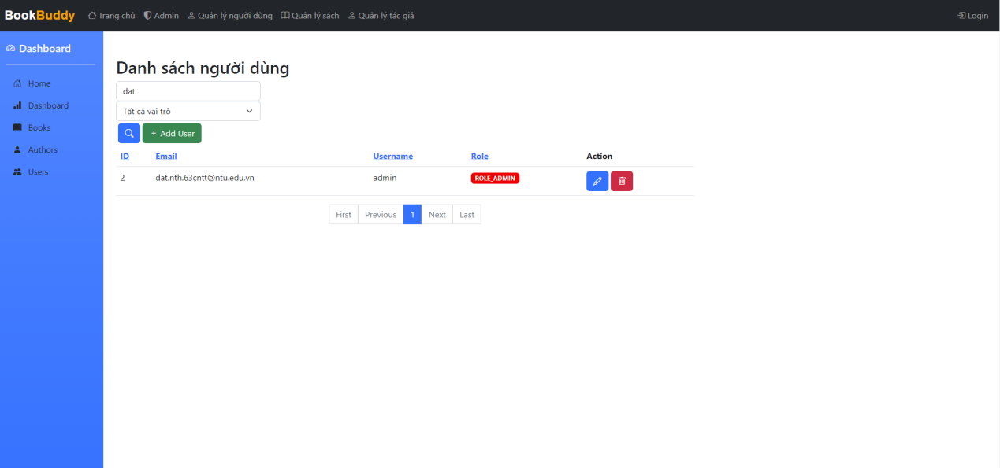 BookBuddy Trang chủ Admin Quản lý người dùng Quản lý sách Quản lý tác giả Login
Dashboard
Home
Dashboard
Books
Authors
Users
Danh sách người dùng
dat
Tất cả vai trò
+ Add User
ID Email Username Role Action
2 dat.nth.63cntt@ntu.edu.vn admin ROLE_ADMIN
First Previous 1 Next Last